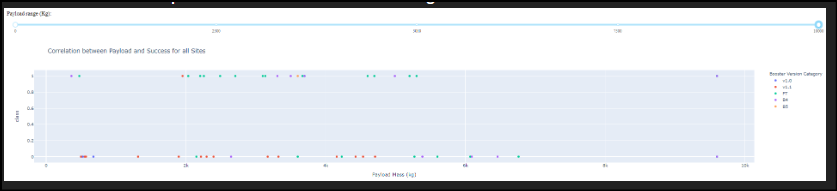 Payload range (Kg):
0 2500 5000 7500 10000
Correlation between Payload and Success for all Sites
Booster Version Category
v1.0
v1.1
FT
B4
B5
class
1
0.8
0.6
0.4
0.2
0
0 2k 4k 6k 8k 10k
Payload Mass (kg)